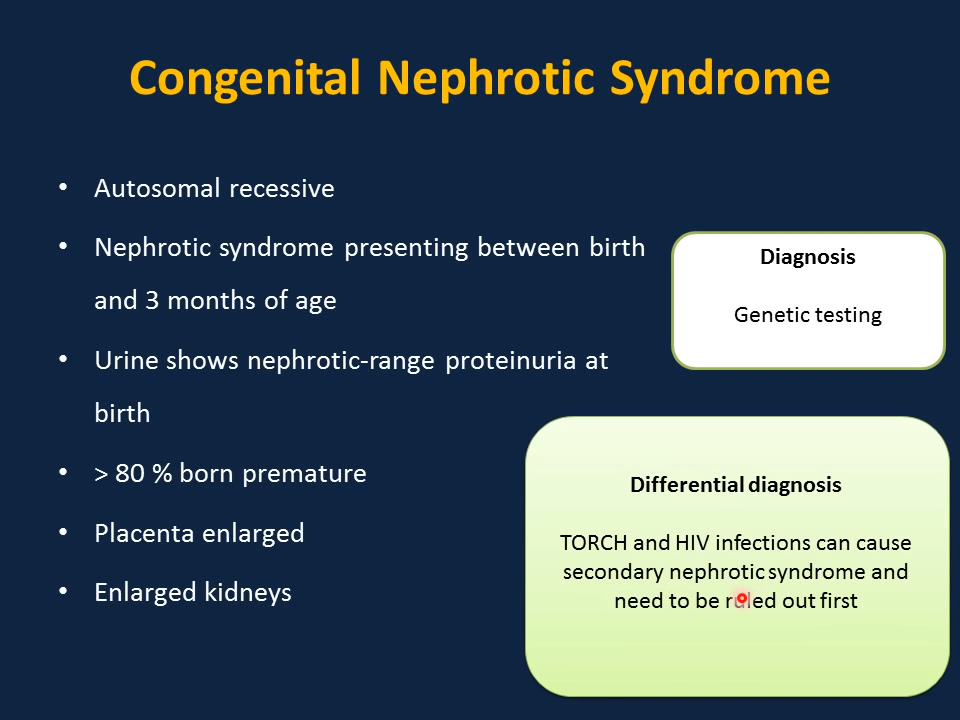 Congenital Nephrotic Syndrome
• Autosomal recessive
• Nephrotic syndrome presenting between birth
and 3 months of age
• Urine shows nephrotic-range proteinuria at
birth
• > 80 % born premature
• Placenta enlarged
• Enlarged kidneys
Diagnosis
Genetic testing
Differential diagnosis
TORCH and HIV infections can cause
secondary nephrotic syndrome and
need to be ruled out first